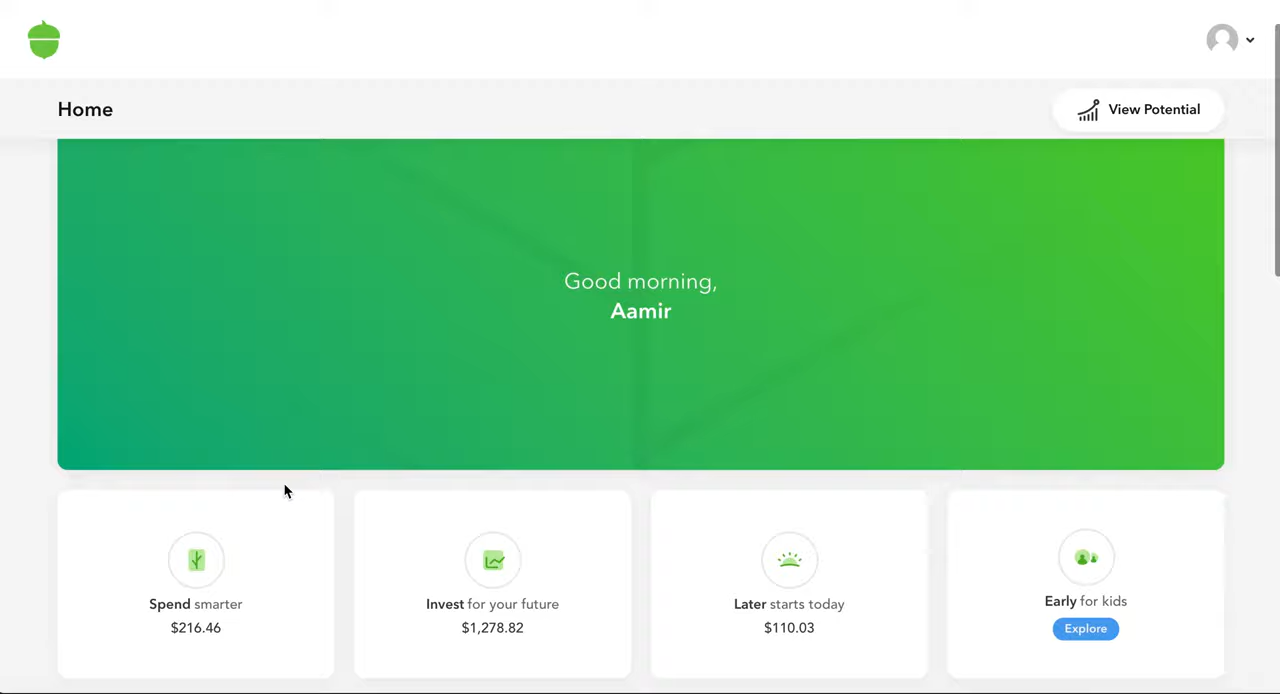 Home
View Potential
Good morning,
Aamir
Spend smarter
$216.46
Invest for your future
$1,278.82
Later starts today
$110.03
Early for kids
Explore